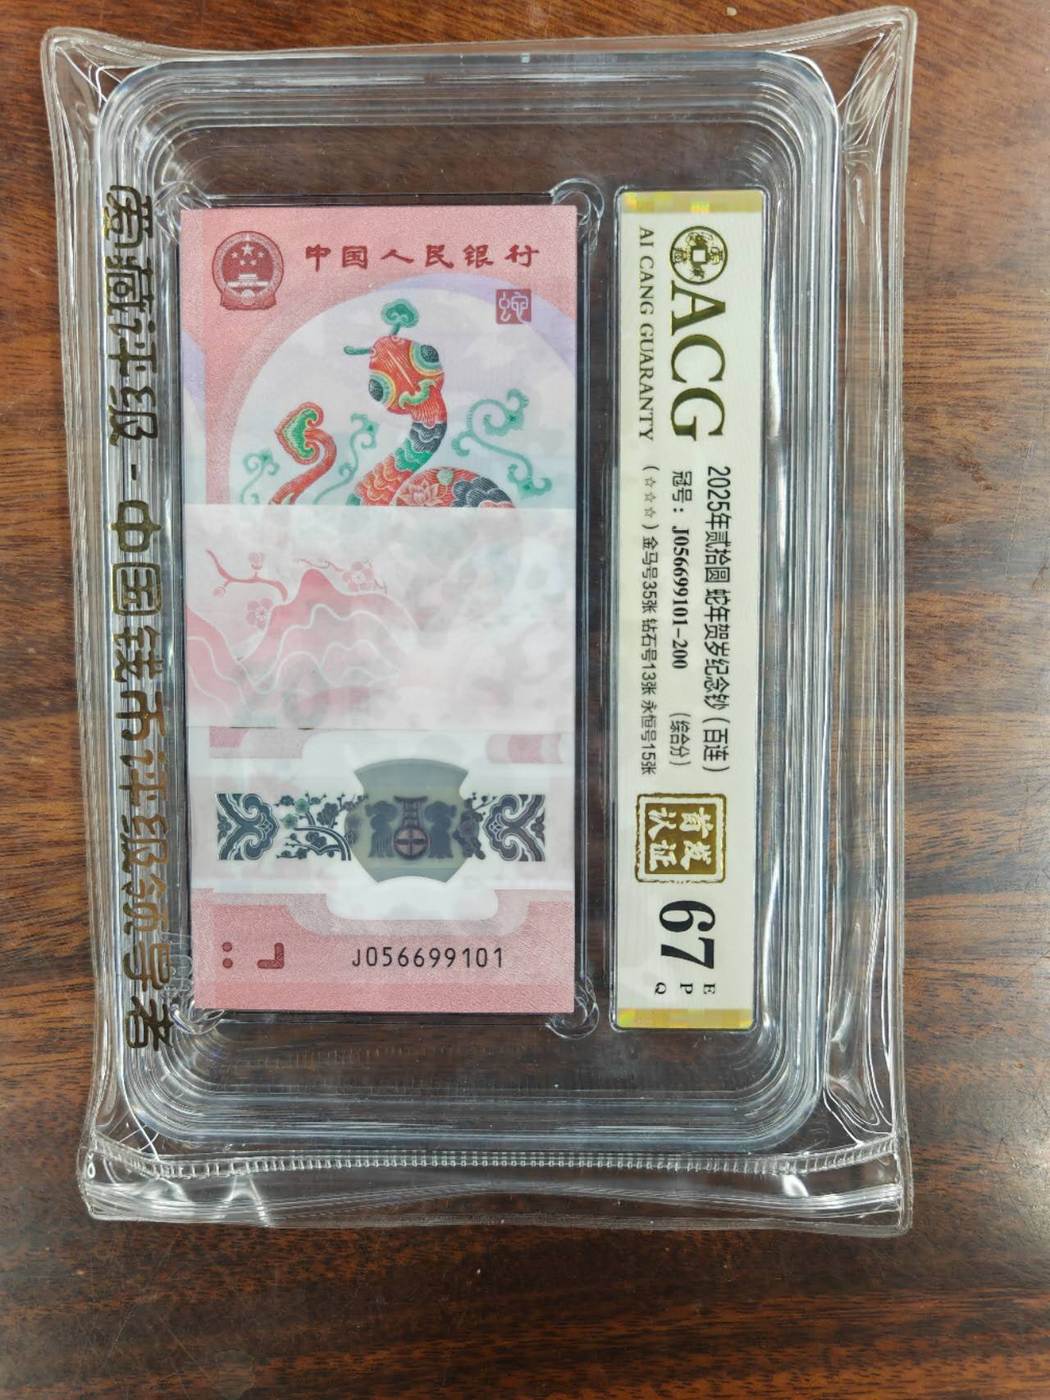 爱藏评级 - 中国钱币评级领导者
中国人民银行
蛇
J056699101
ACG
AI CANG GUARANTY
2025年贰拾圆 蛇年贺岁纪念钞（百连）
冠号：J056699101-200 （综合分）
（☆☆☆）金马号35张 钻石号13张 永恒号15张
首发
认证
67
E
P
Q